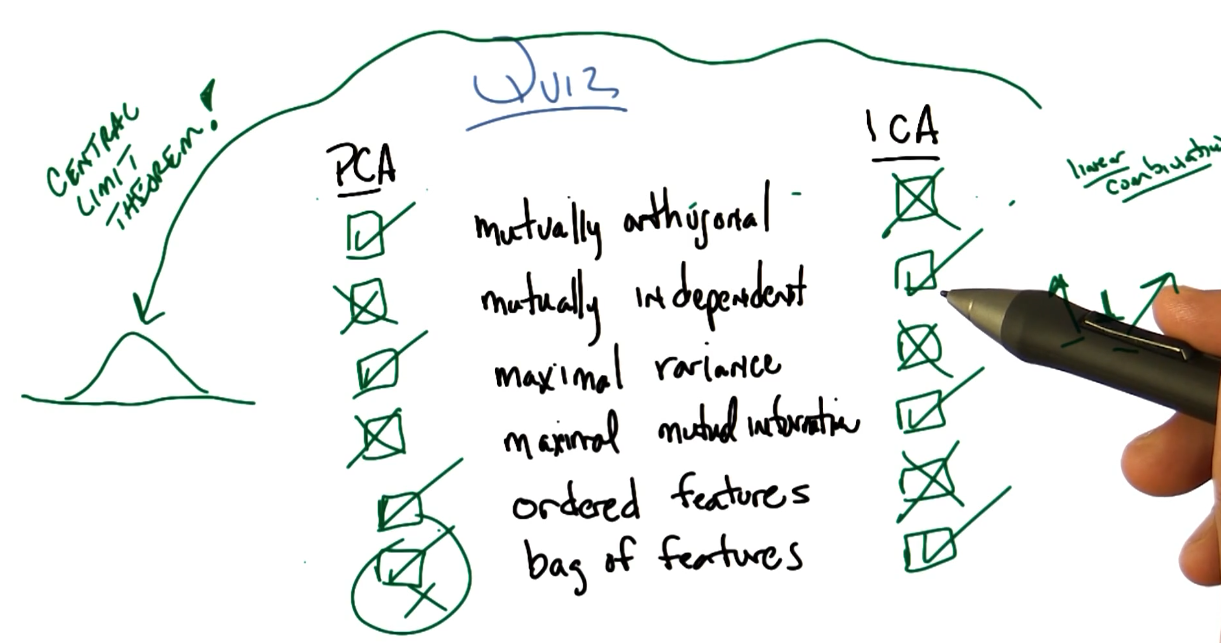 Quiz
CENTRAL
LIMIT
THEOREM!
PCA
ICA
linear
combination
mutually orthogonal
mutually independent
maximal variance
maximal mutual information
ordered features
bag of features